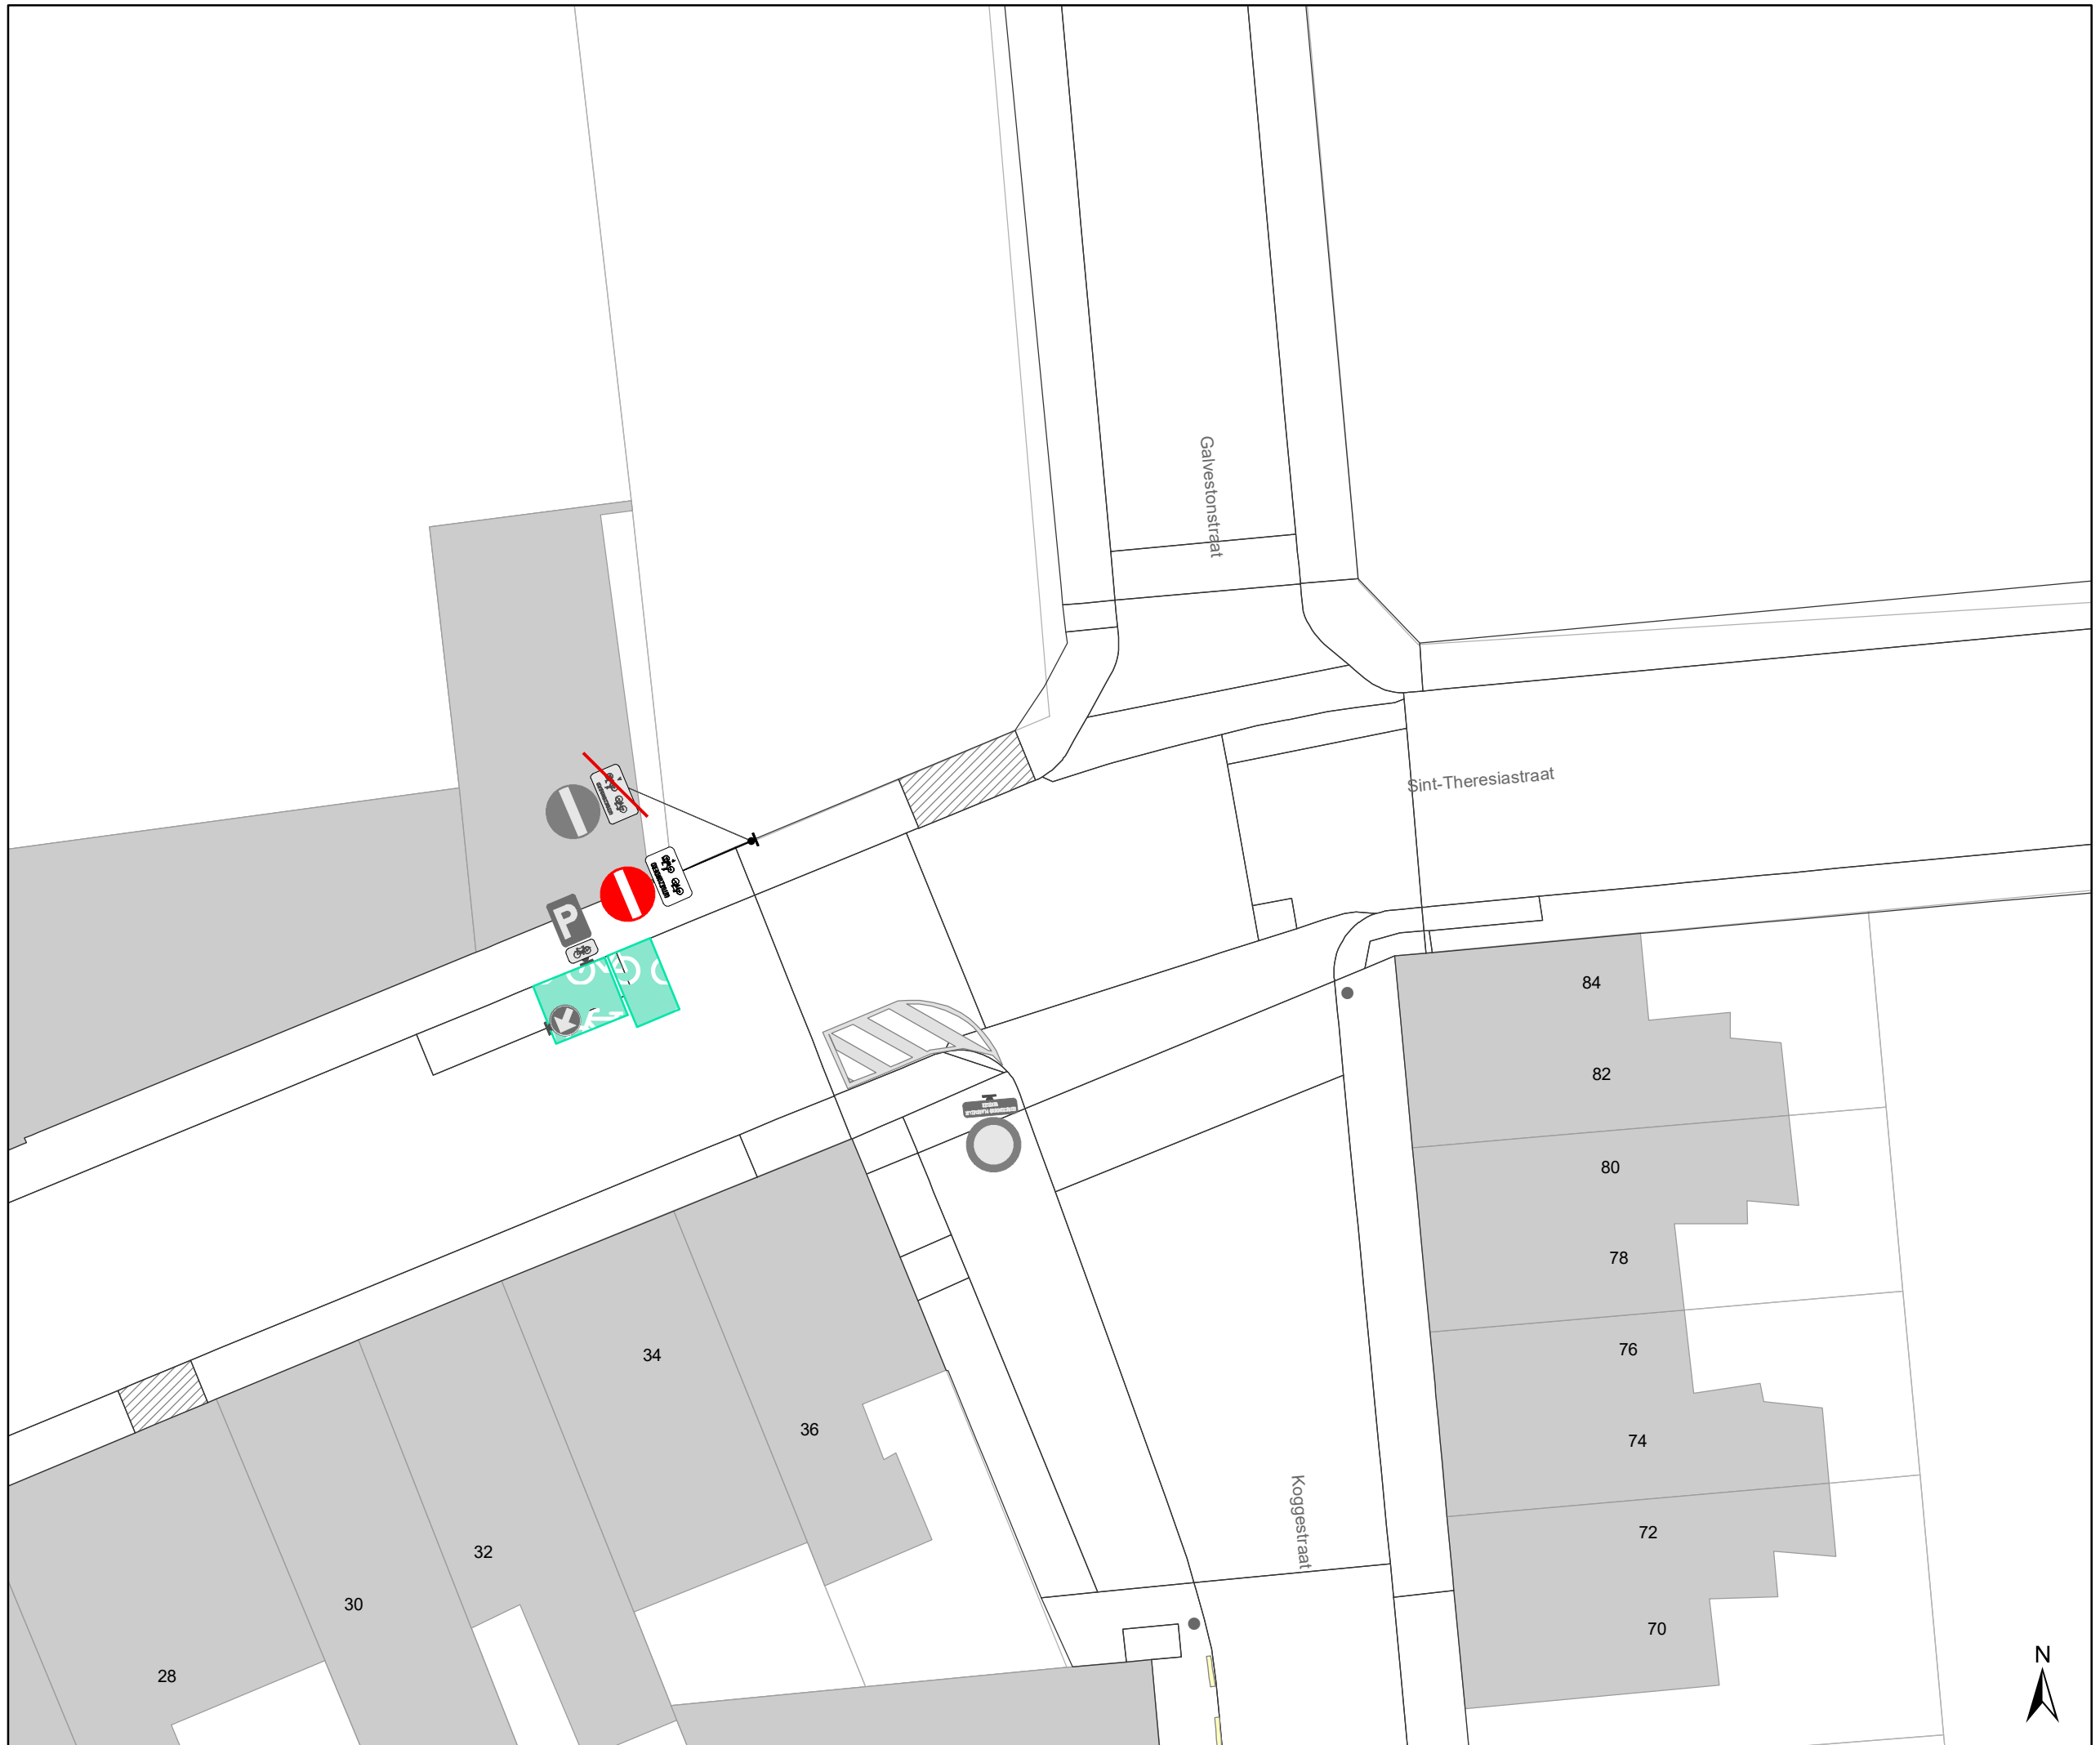 Galvestonstraat
Sint-Theresiastraat
P
84
82
80
78
34
76
36
74
72
Koggestraat
32
30
70
28
N